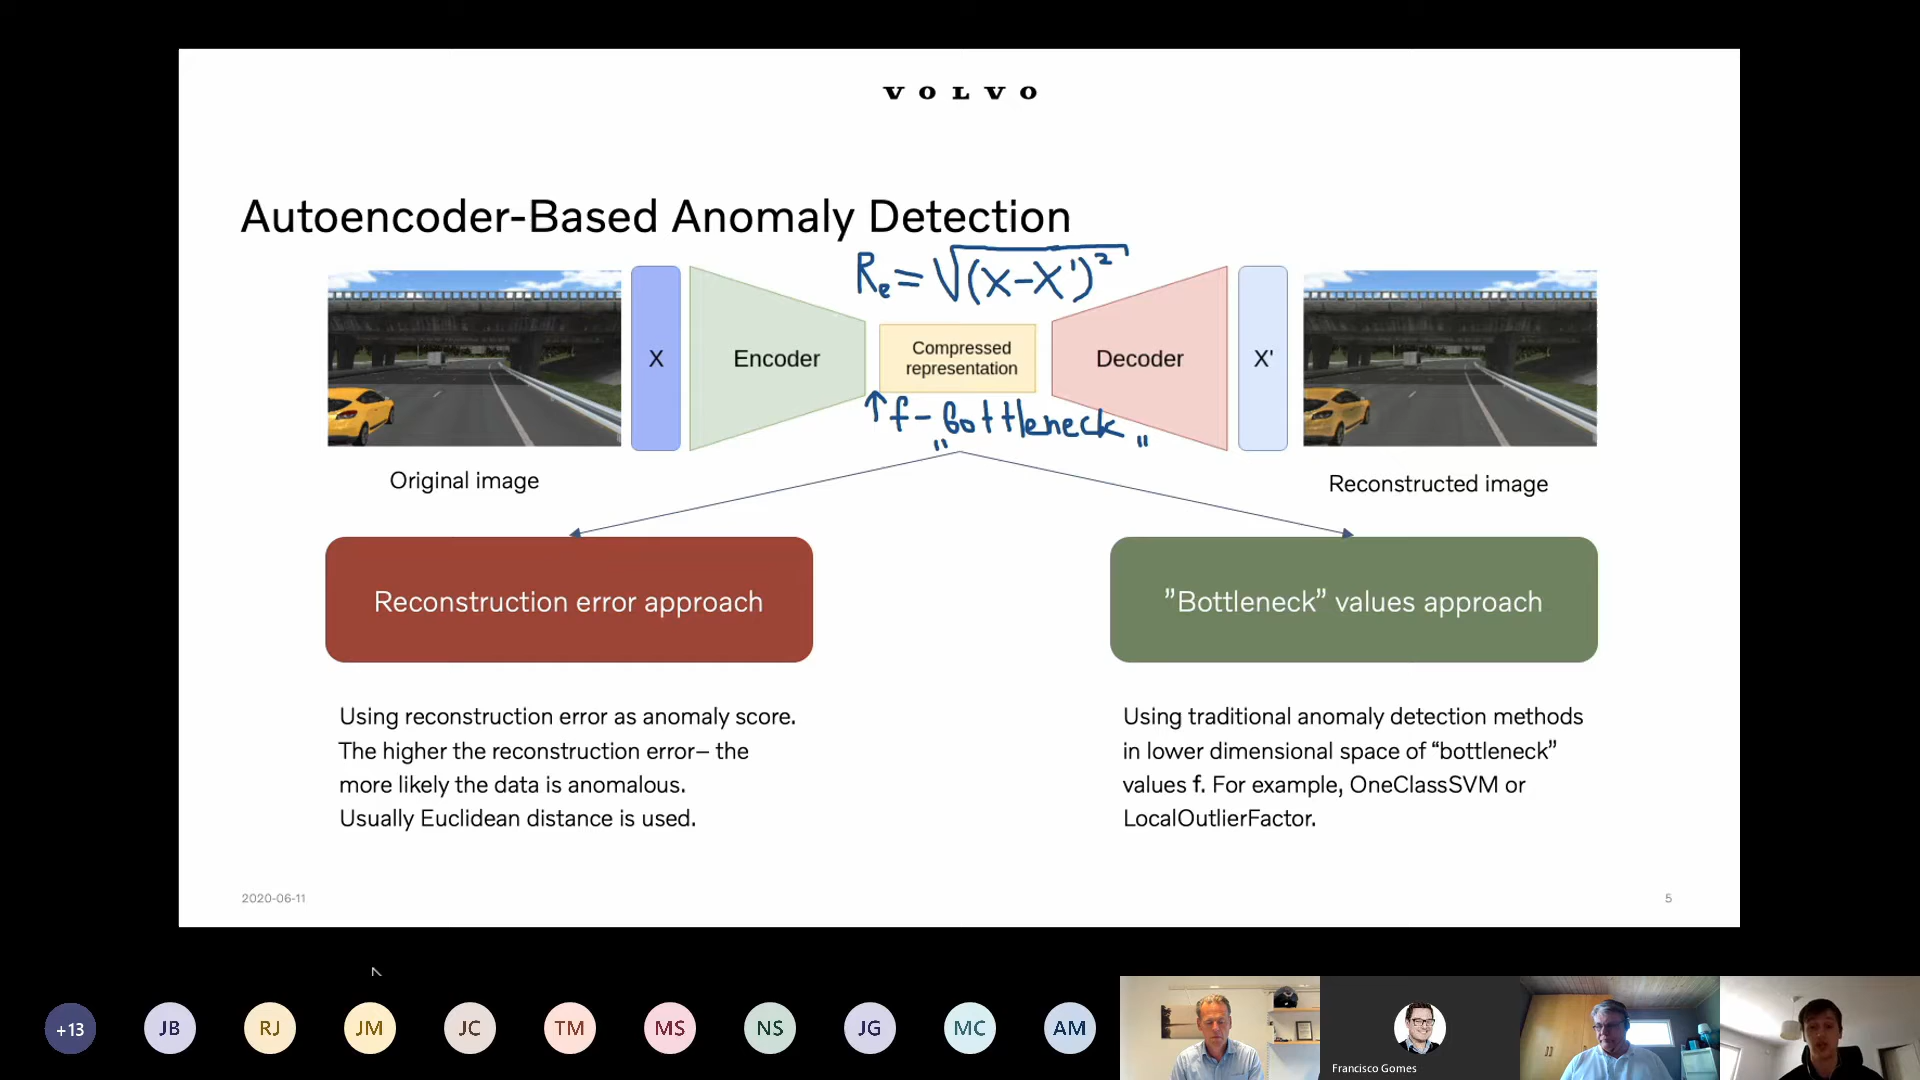 VOLVO
Autoencoder-Based Anomaly Detection
Rₑ = √(X-X')²
X
Encoder
Compressed
representation
Decoder
X'
↑ f - "bottleneck"
Original image
Reconstructed image
Reconstruction error approach
”Bottleneck” values approach
Using reconstruction error as anomaly score.
The higher the reconstruction error– the
more likely the data is anomalous.
Usually Euclidean distance is used.
Using traditional anomaly detection methods
in lower dimensional space of “bottleneck”
values f. For example, OneClassSVM or
LocalOutlierFactor.
2020-06-11
5
+13
JB
RJ
JM
JC
TM
MS
NS
JG
MC
AM
Francisco Gomes